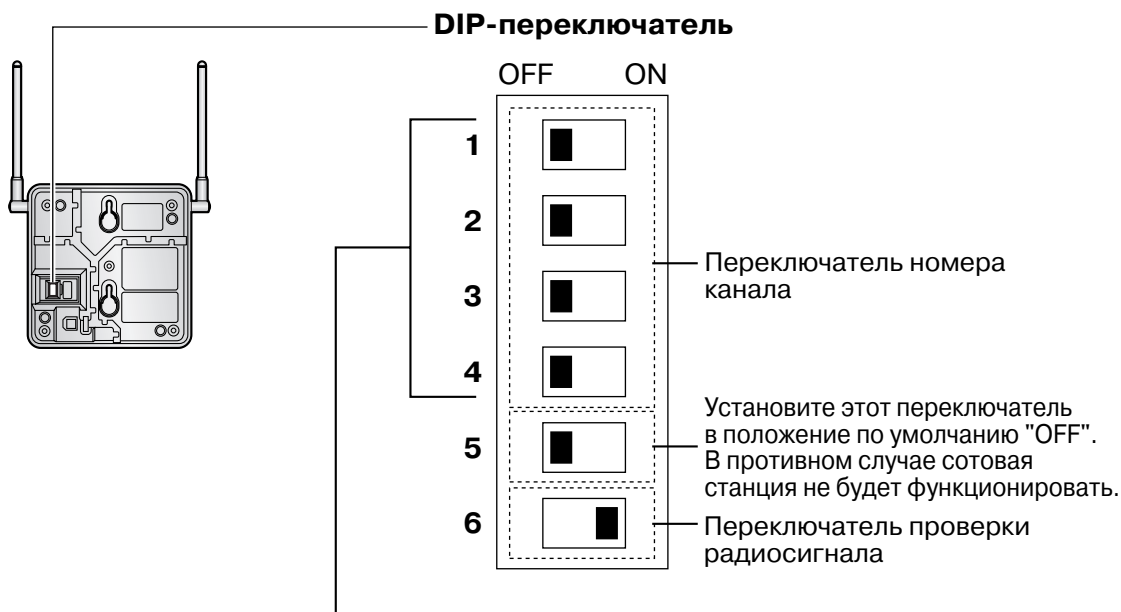 DIP-переключатель
OFF ON
1
2
3
4
Переключатель номера
канала
5
Установите этот переключатель
в положение по умолчанию "OFF".
В противном случае сотовая
станция не будет функционировать.
6
Переключатель проверки
радиосигнала